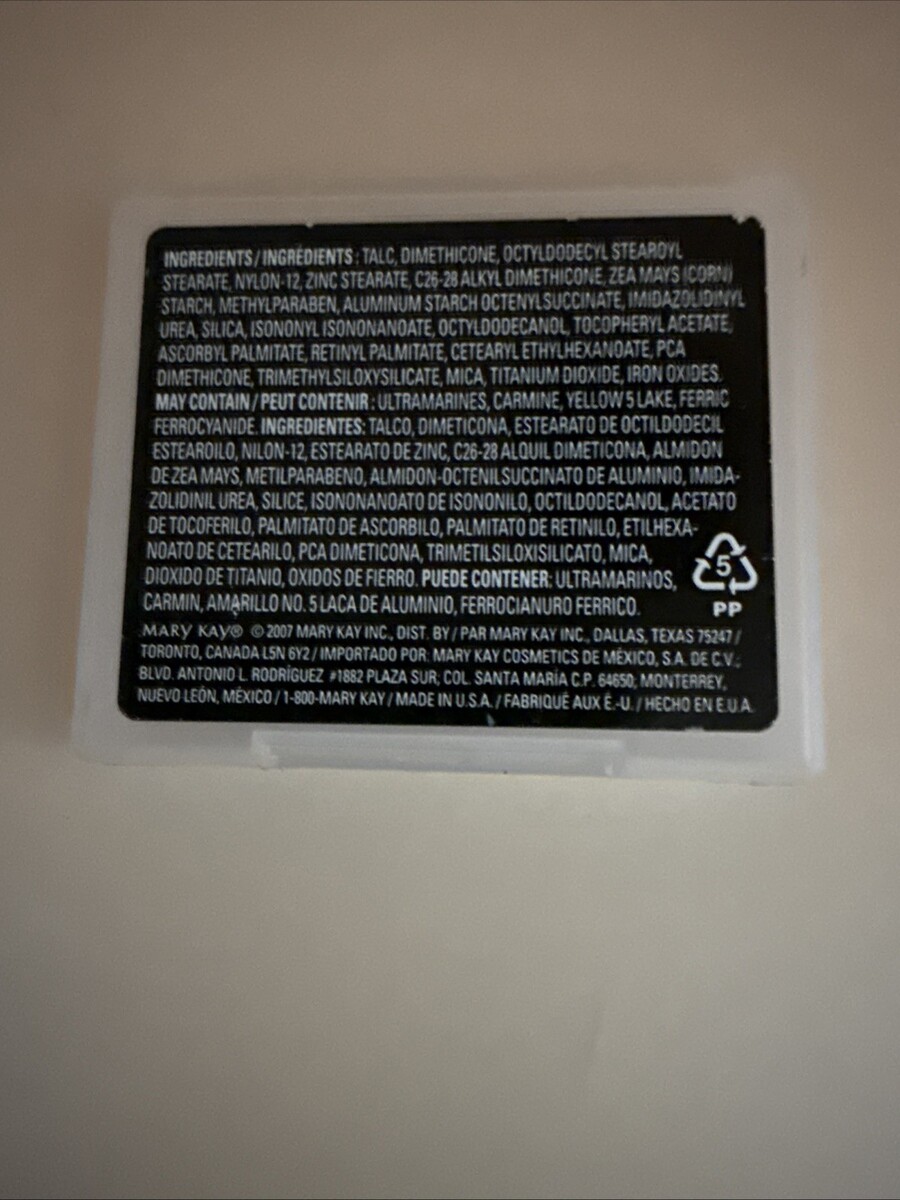 INGREDIENTS / INGRÉDIENTS : TALC, DIMETHICONE, OCTYLDODECYL STEAROYL
STEARATE, NYLON-12, ZINC STEARATE, C26-28 ALKYL DIMETHICONE, ZEA MAYS (CORN)
STARCH, METHYLPARABEN, ALUMINUM STARCH OCTENYLSUCCINATE, IMIDAZOLIDINYL
UREA, SILICA, ISONONYL ISONONANOATE, OCTYLDODECANOL, TOCOPHERYL ACETATE,
ASCORBYL PALMITATE, RETINYL PALMITATE, CETEARYL ETHYLHEXANOATE, PCA
DIMETHICONE, TRIMETHYLSILOXYSILICATE, MICA, TITANIUM DIOXIDE, IRON OXIDES.
MAY CONTAIN / PEUT CONTENIR : ULTRAMARINES, CARMINE, YELLOW 5 LAKE, FERRIC
FERROCYANIDE. INGREDIENTES: TALCO, DIMETICONA, ESTEARATO DE OCTILDODECIL
ESTEAROILO, NILON-12, ESTEARATO DE ZINC, C26-28 ALQUIL DIMETICONA, ALMIDON
DE ZEA MAYS, METILPARABENO, ALMIDON-OCTENILSUCCINATO DE ALUMINIO, IMIDA-
ZOLIDINIL UREA, SILICE, ISONONANOATO DE ISONONILO, OCTILDODECANOL, ACETATO
DE TOCOFERILO, PALMITATO DE ASCORBILO, PALMITATO DE RETINILO, ETILHEXA-
NOATO DE CETEARILO, PCA DIMETICONA, TRIMETILSILOXISILICATO, MICA,
DIOXIDO DE TITANIO, OXIDOS DE FIERRO. PUEDE CONTENER: ULTRAMARINOS,
CARMIN, AMARILLO NO. 5 LACA DE ALUMINIO, FERROCIANURO FERRICO.
5
PP
MARY KAY® © 2007 MARY KAY INC., DIST. BY / PAR MARY KAY INC., DALLAS, TEXAS 75247 /
TORONTO, CANADA L5N 6Y2 / IMPORTADO POR: MARY KAY COSMETICS DE MÉXICO, S.A. DE C.V.;
BLVD. ANTONIO L. RODRÍGUEZ #1882 PLAZA SUR, COL. SANTA MARÍA C.P. 64650, MONTERREY,
NUEVO LEÓN, MÉXICO / 1-800-MARY KAY / MADE IN U.S.A. / FABRIQUÉ AUX É.-U. / HECHO EN E.U.A.